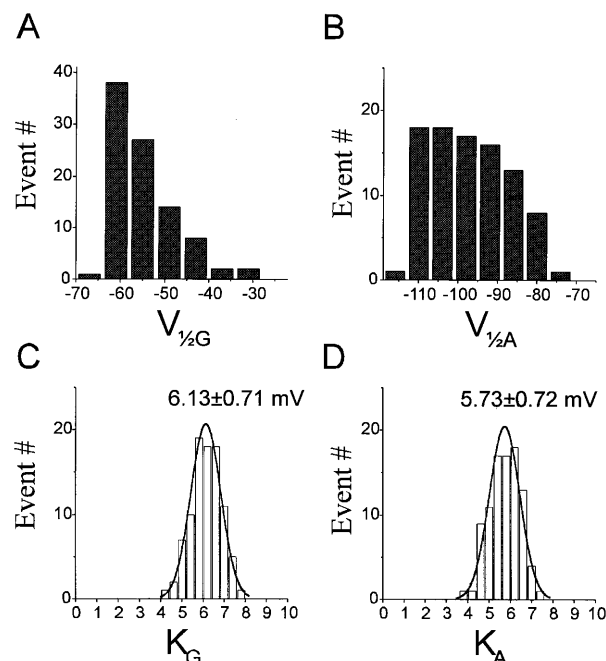 A
Event #
40
30
20
10
0
-70 -60 -50 -40 -30
V½G
B
Event #
20
10
0
-110 -100 -90 -80 -70
V½A
C
6.13±0.71 mV
Event #
20
10
0
0 1 2 3 4 5 6 7 8 9 10
KG
D
5.73±0.72 mV
Event #
20
10
0
0 1 2 3 4 5 6 7 8 9 10
KA